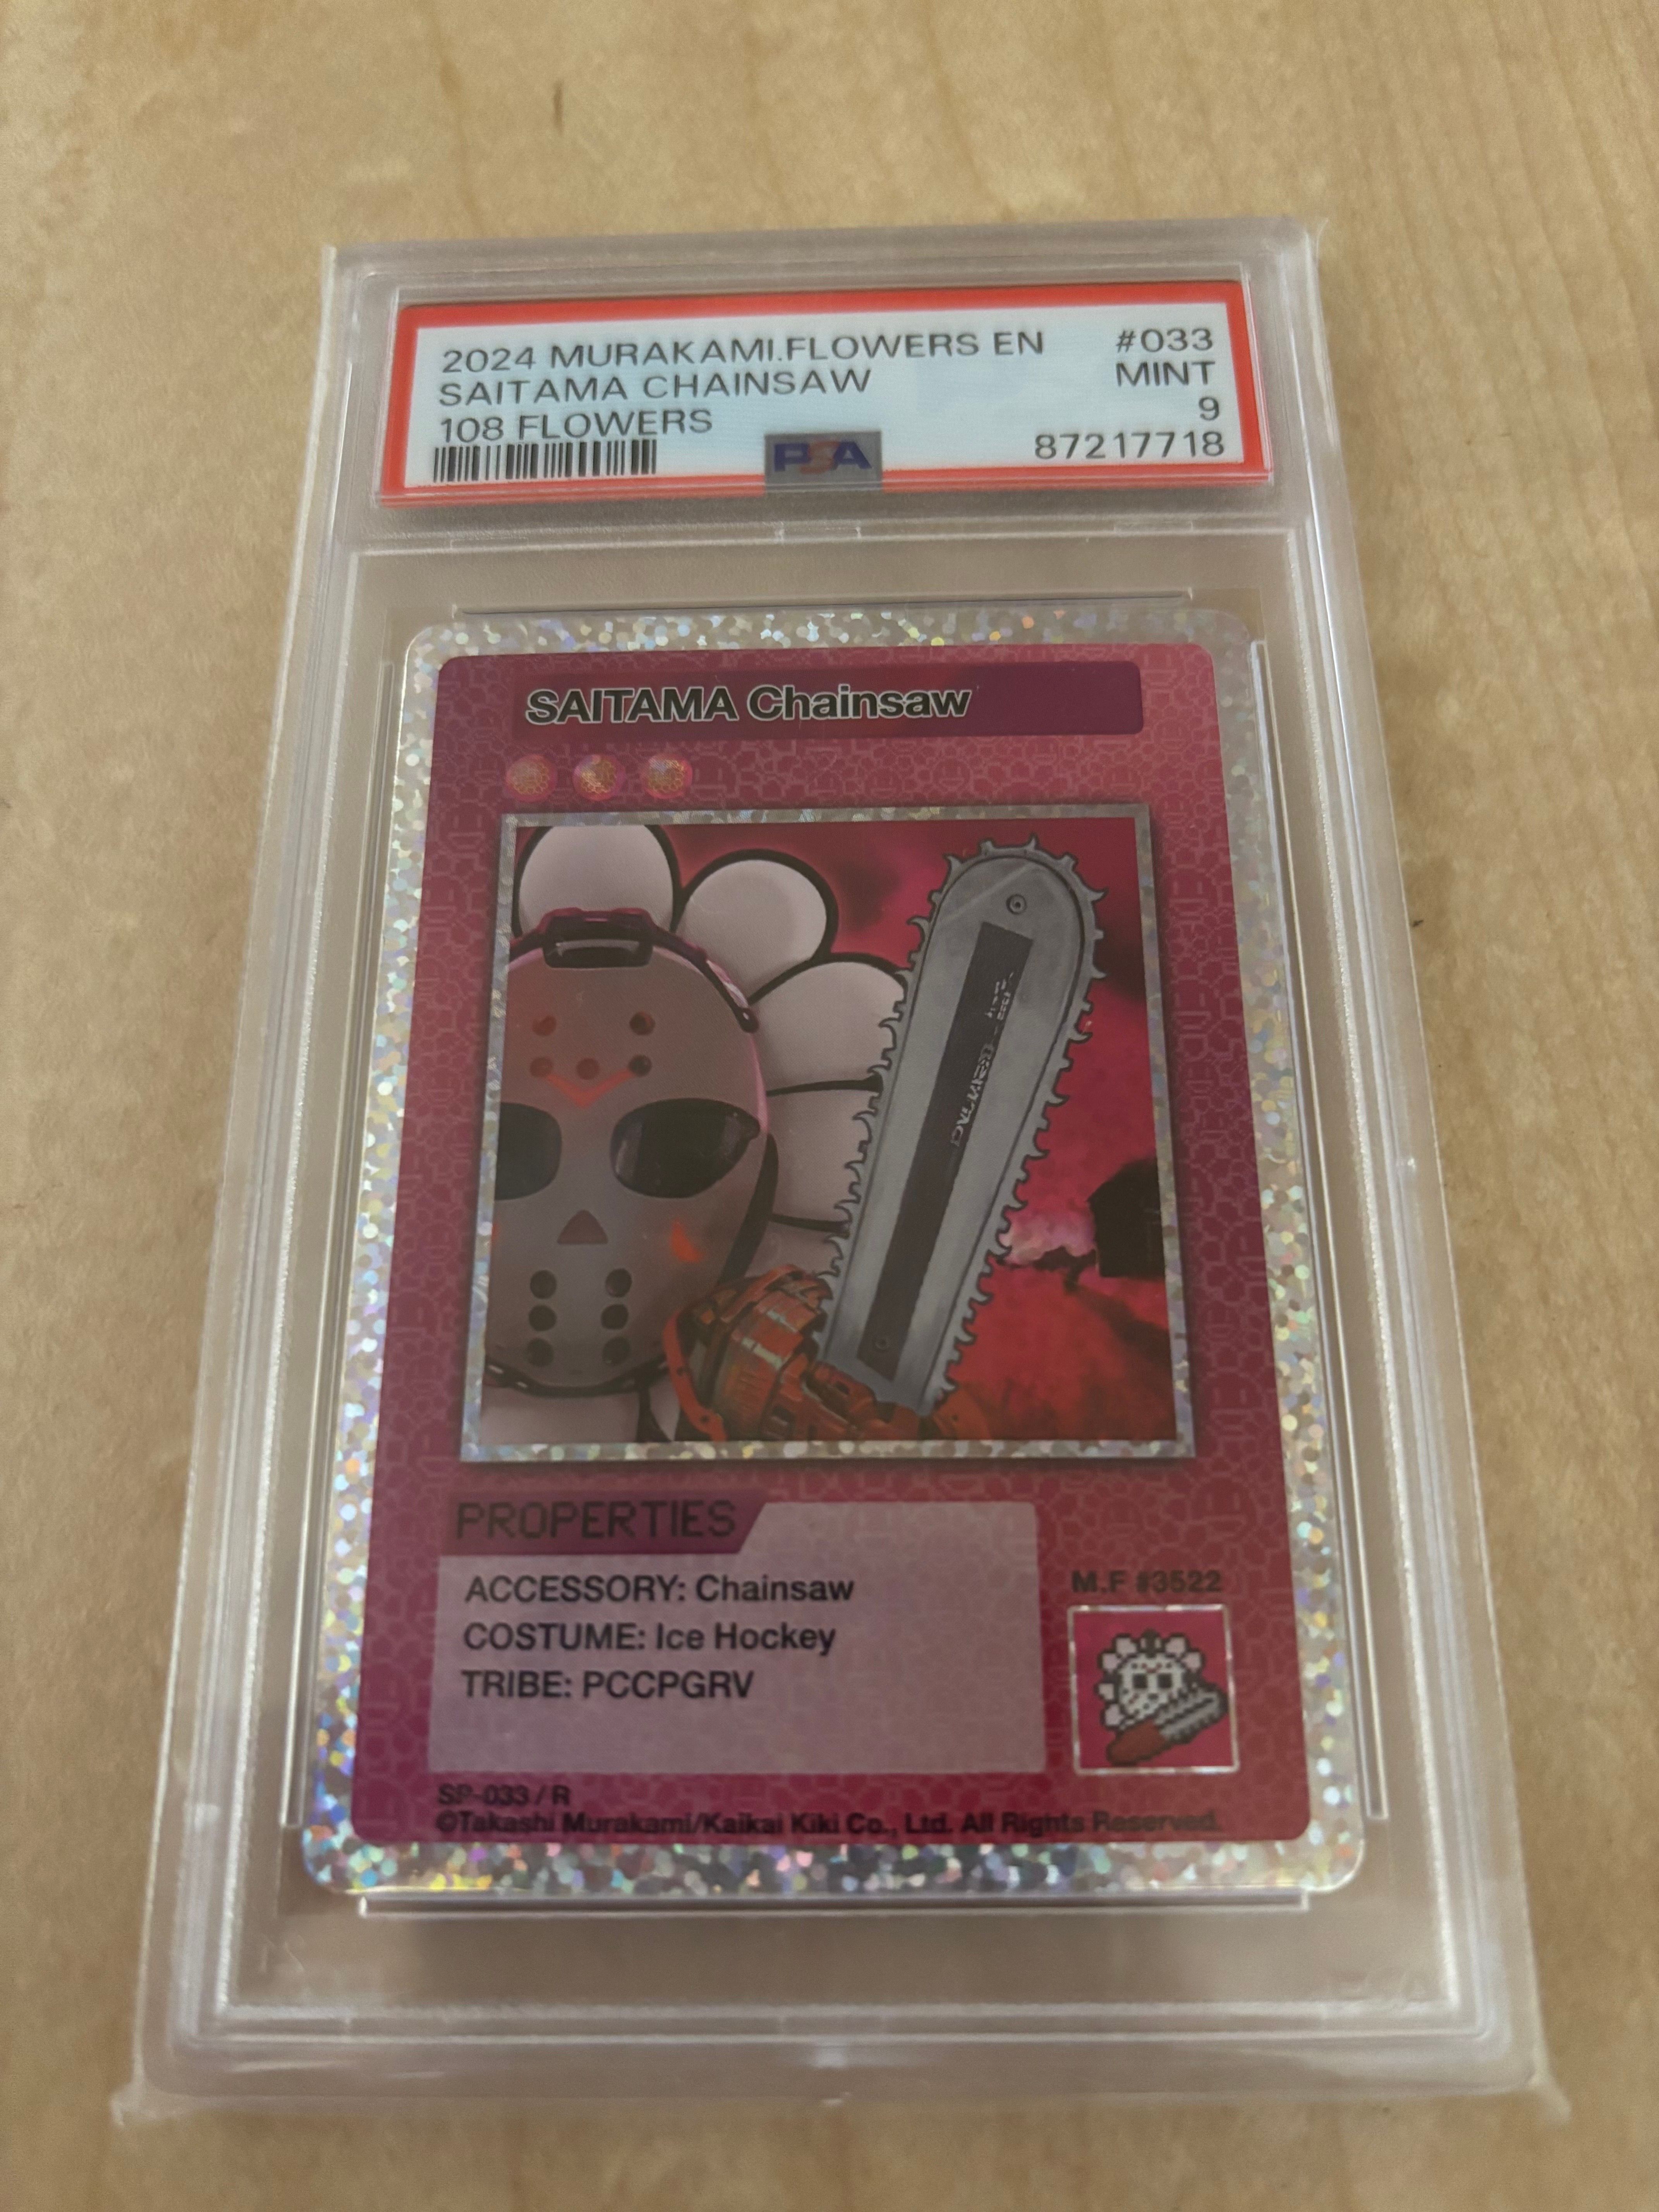 2024 MURAKAMI.FLOWERS EN #033
SAITAMA CHAINSAW MINT
108 FLOWERS 9
PSA 87217718
SAITAMA Chainsaw
PROPERTIES
ACCESSORY: Chainsaw
COSTUME: Ice Hockey
TRIBE: PCCPGRV
M.F #3522
SP-033 / R
©Takashi Murakami/Kaikai Kiki Co., Ltd. All Rights Reserved.